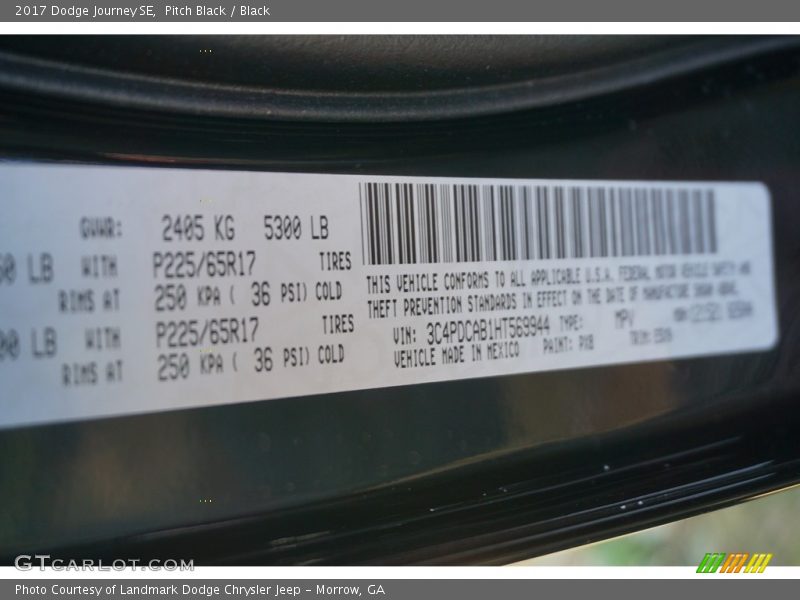 2017 Dodge Journey SE, Pitch Black / Black
GVWR: 2405 KG 5300 LB
LB WITH P225/65R17 TIRES
RIMS AT 250 KPA ( 36 PSI) COLD
LB WITH P225/65R17 TIRES
RIMS AT 250 KPA ( 36 PSI) COLD
THIS VEHICLE CONFORMS TO ALL APPLICABLE U.S.A. FEDERAL MOTOR VEHICLE SAFETY AND
THEFT PREVENTION STANDARDS IN EFFECT ON THE DATE OF MANUFACTURE SHOWN ABOVE.
VIN: 3C4PDCAB1HT569944 TYPE: MPV
VEHICLE MADE IN MEXICO PAINT: TRIM:
GTCARLOT.COM
Photo Courtesy of Landmark Dodge Chrysler Jeep – Morrow, GA